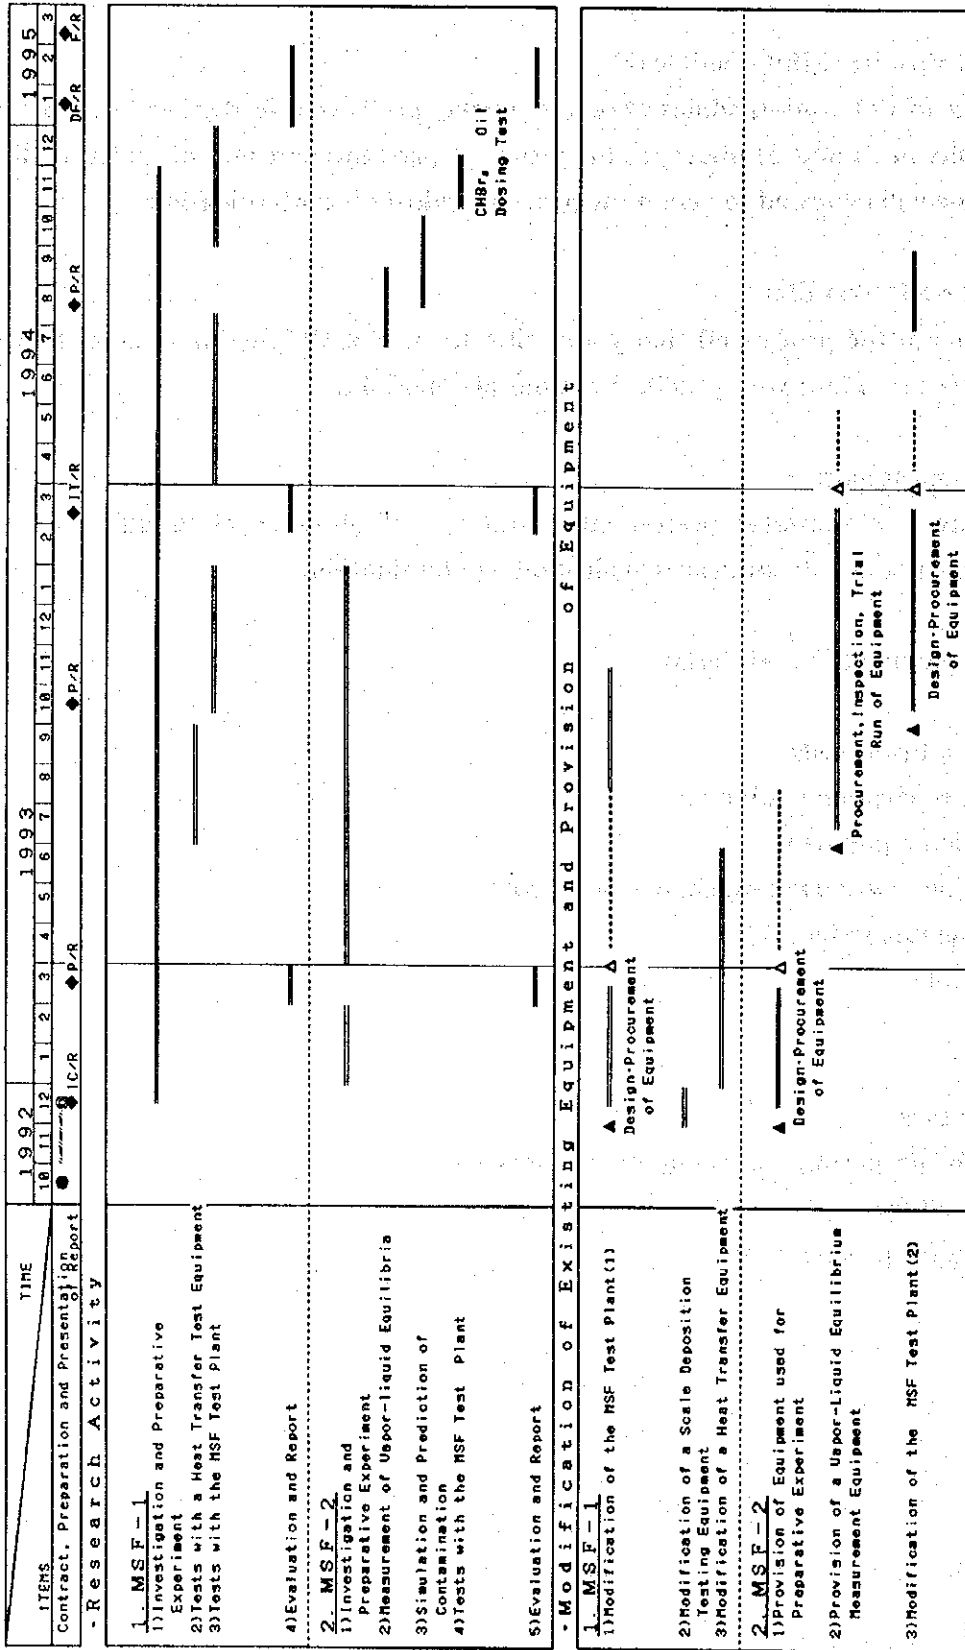 TIME
ITEMS
1992 1993 1994 1995
10 11 12 1 2 3 4 5 6 7 8 9 10 11 12 1 2 3 4 5 6 7 8 9 10 11 12 1 2 3
Contract, Preparation and Presentation
of Report
IC/R P/R P/R IT/R P/R DF/R F/R
- Research Activity
1. MSF-1
1)Investigation and Preparative
Experiment
2)Tests with a Heat Transfer Test Equipment
3)Tests with the MSF Test Plant
4)Evaluation and Report
2. MSF-2
1)Investigation and
Preparative Experiment
2)Measurement of Vapor-liquid Equilibria
3)Simulation and Prediction of
Contamination
4)Tests with the MSF Test Plant
CHBr₃ Oil
Dosing Test
5)Evaluation and Report
-Modification of Existing Equipment and Provision of Equipment
1. MSF-1
1)Modification of the MSF Test Plant(1)
Design-Procurement
of Equipment
2)Modification of a Scale Deposition
Testing Equipment
3)Modification of a Heat Transfer Equipment
2. MSF-2
1)Provision of Equipment used for
Preparative Experiment
Design-Procurement
of Equipment
2)Provision of a Vapor-Liquid Equilibrium
Measurement Equipment
Procurement, Inspection, Trial
Run of Equipment
3)Modification of the MSF Test Plant(2)
Design-Procurement
of Equipment